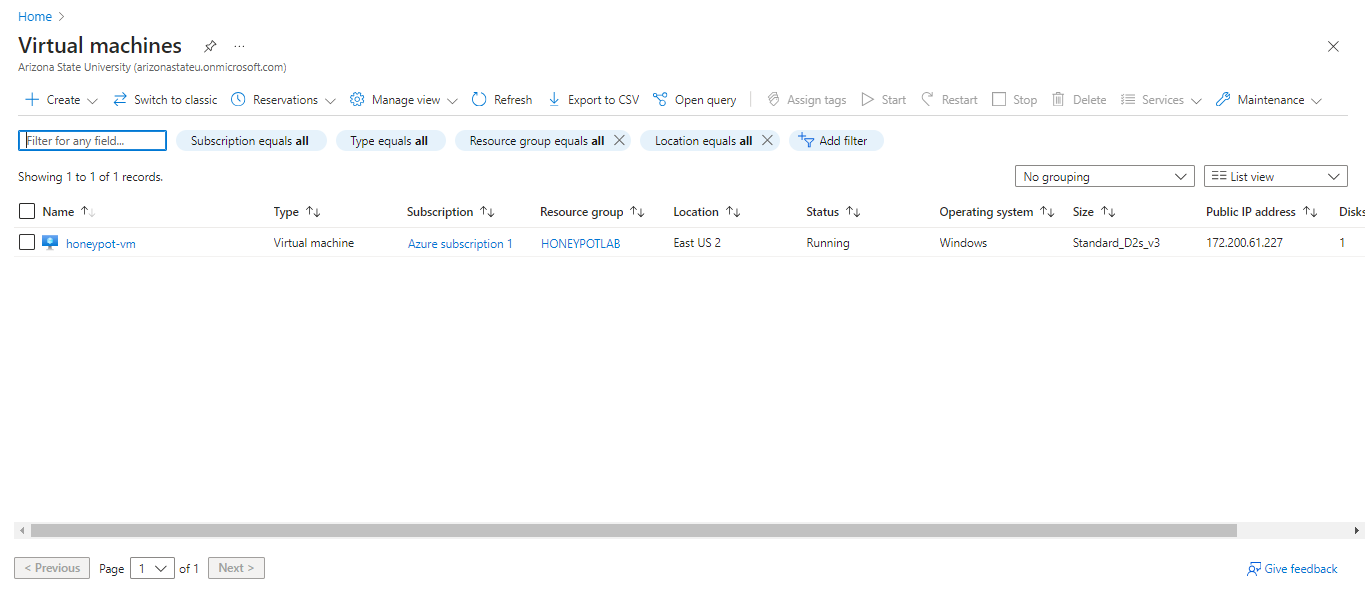 Home
Virtual machines
Arizona State University (arizonastateu.onmicrosoft.com)
Create Switch to classic Reservations Manage view Refresh Export to CSV Open query Assign tags Start Restart Stop Delete Services Maintenance
Filter for any field... Subscription equals all Type equals all Resource group equals all Location equals all Add filter
Showing 1 to 1 of 1 records. No grouping List view
Name Type Subscription Resource group Location Status Operating system Size Public IP address Disks
honeypot-vm Virtual machine Azure subscription 1 HONEYPOTLAB East US 2 Running Windows Standard_D2s_v3 172.200.61.227 1
< Previous Page 1 of 1 Next > Give feedback